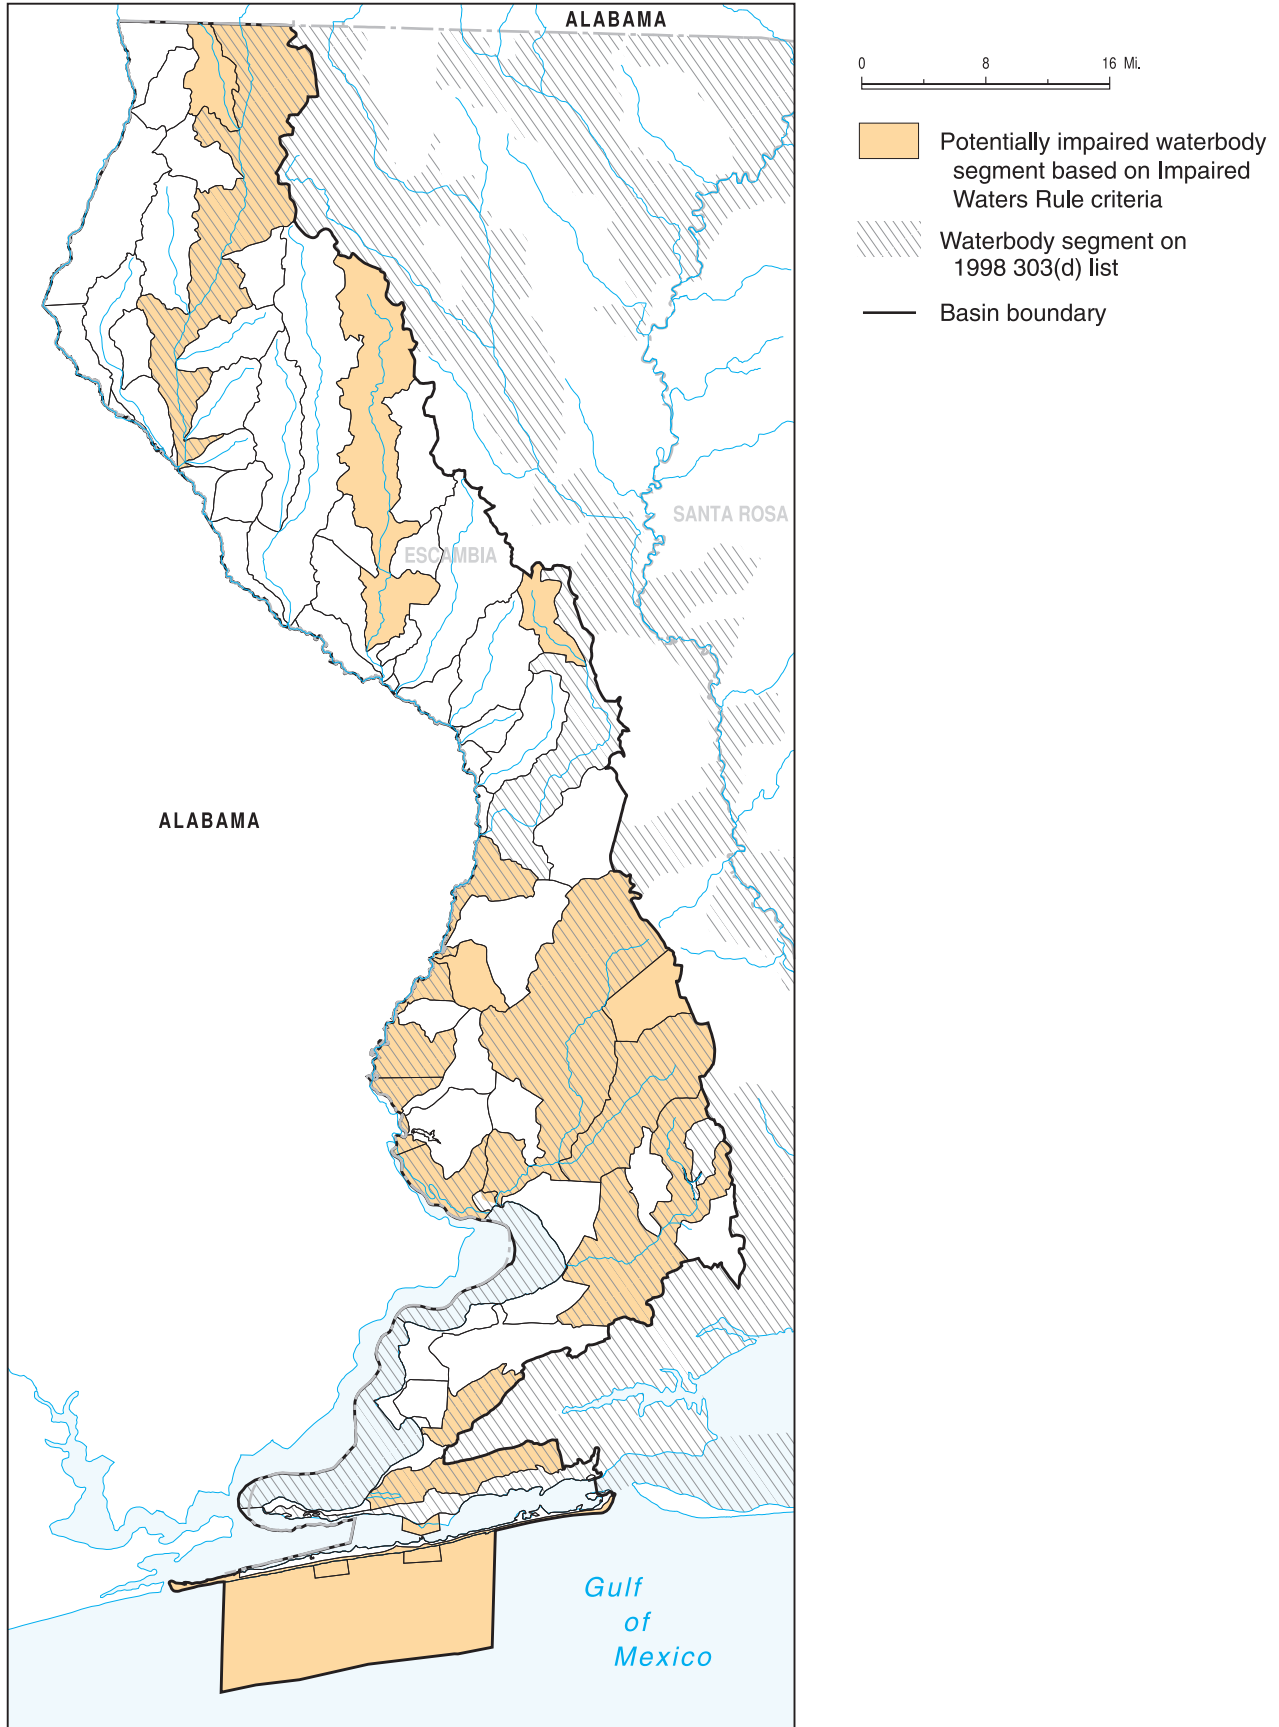 ALABAMA
0 8 16 Mi.
Potentially impaired waterbody
segment based on Impaired
Waters Rule criteria
Waterbody segment on
1998 303(d) list
Basin boundary
SANTA ROSA
ESCAMBIA
ALABAMA
Gulf
of
Mexico